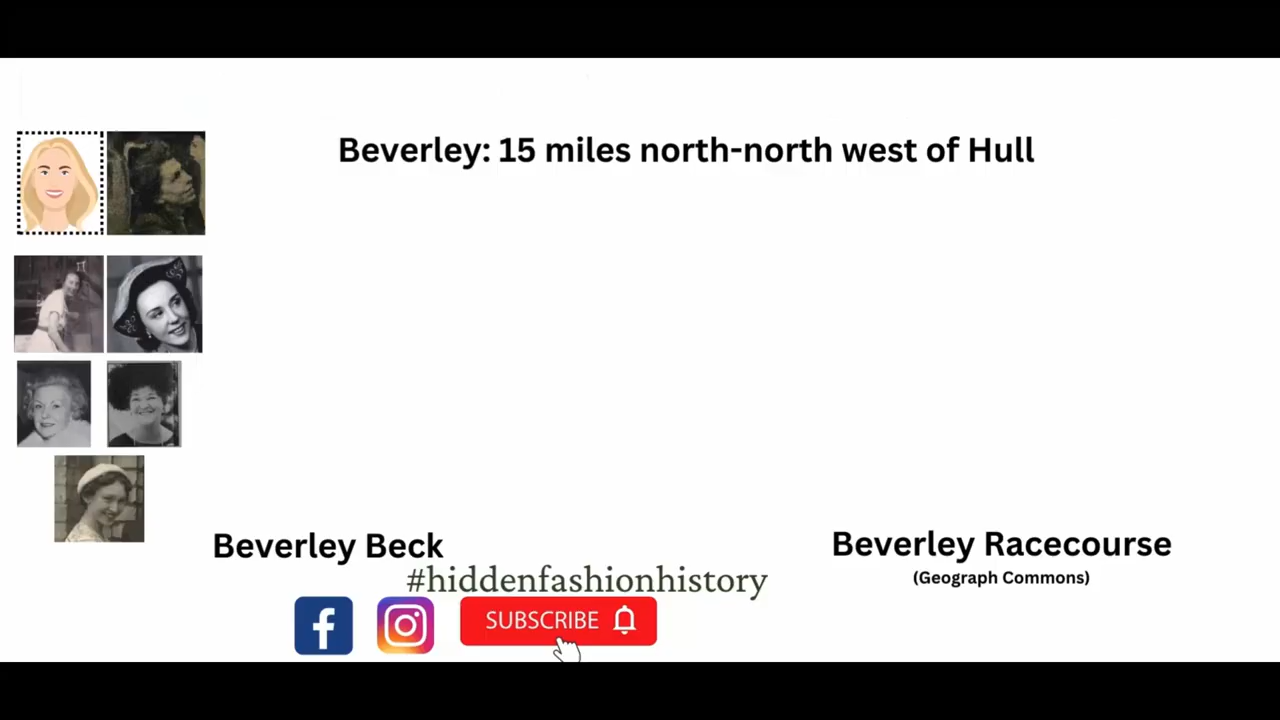 Beverley: 15 miles north-north west of Hull
Beverley Beck
Beverley Racecourse
(Geograph Commons)
#hiddenfashionhistory
SUBSCRIBE